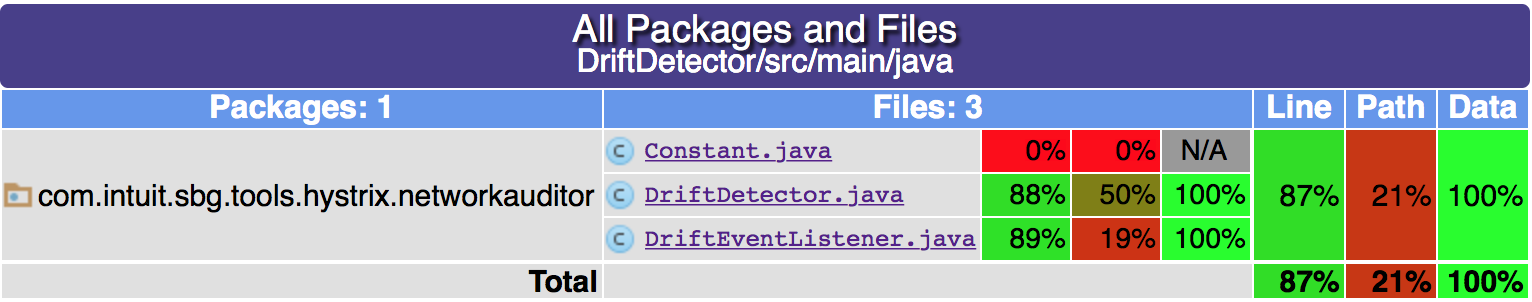 All Packages and Files
DriftDetector/src/main/java
Packages: 1 Files: 3 Line Path Data
C Constant.java 0% 0% N/A
com.intuit.sbg.tools.hystrix.networkauditor C DriftDetector.java 88% 50% 100% 87% 21% 100%
C DriftEventListener.java 89% 19% 100%
Total 87% 21% 100%